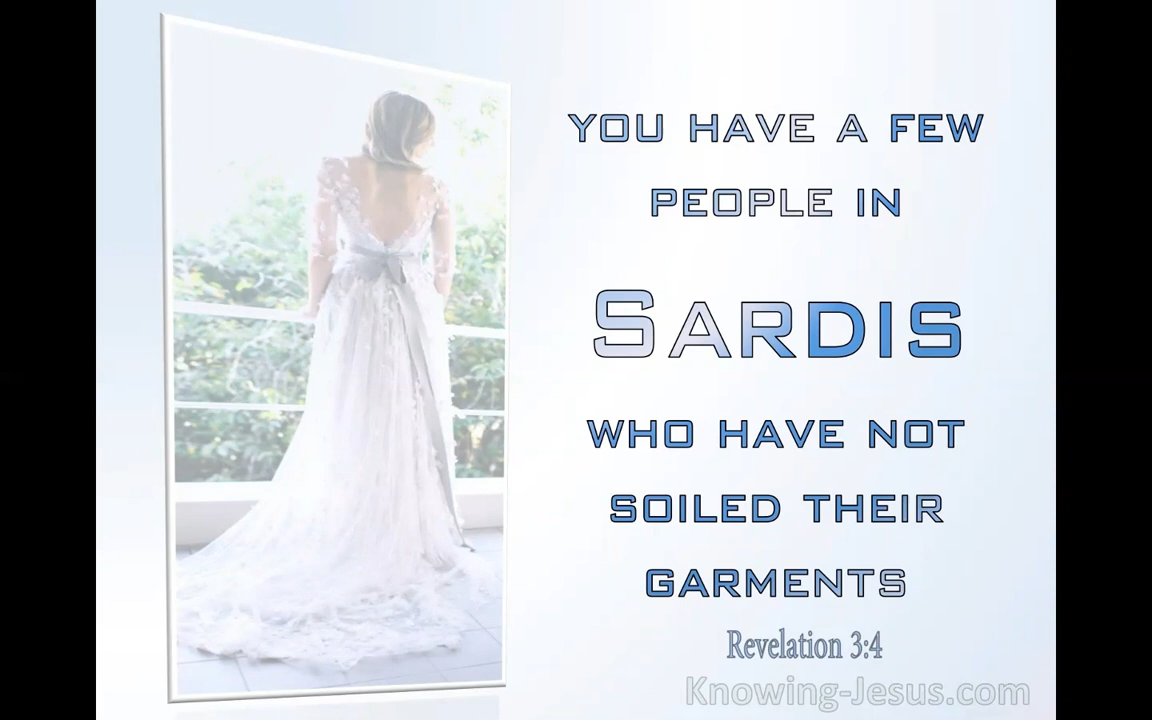 YOU HAVE A FEW
PEOPLE IN
SARDIS
WHO HAVE NOT
SOILED THEIR
GARMENTS
Revelation 3:4
Knowing-Jesus.com